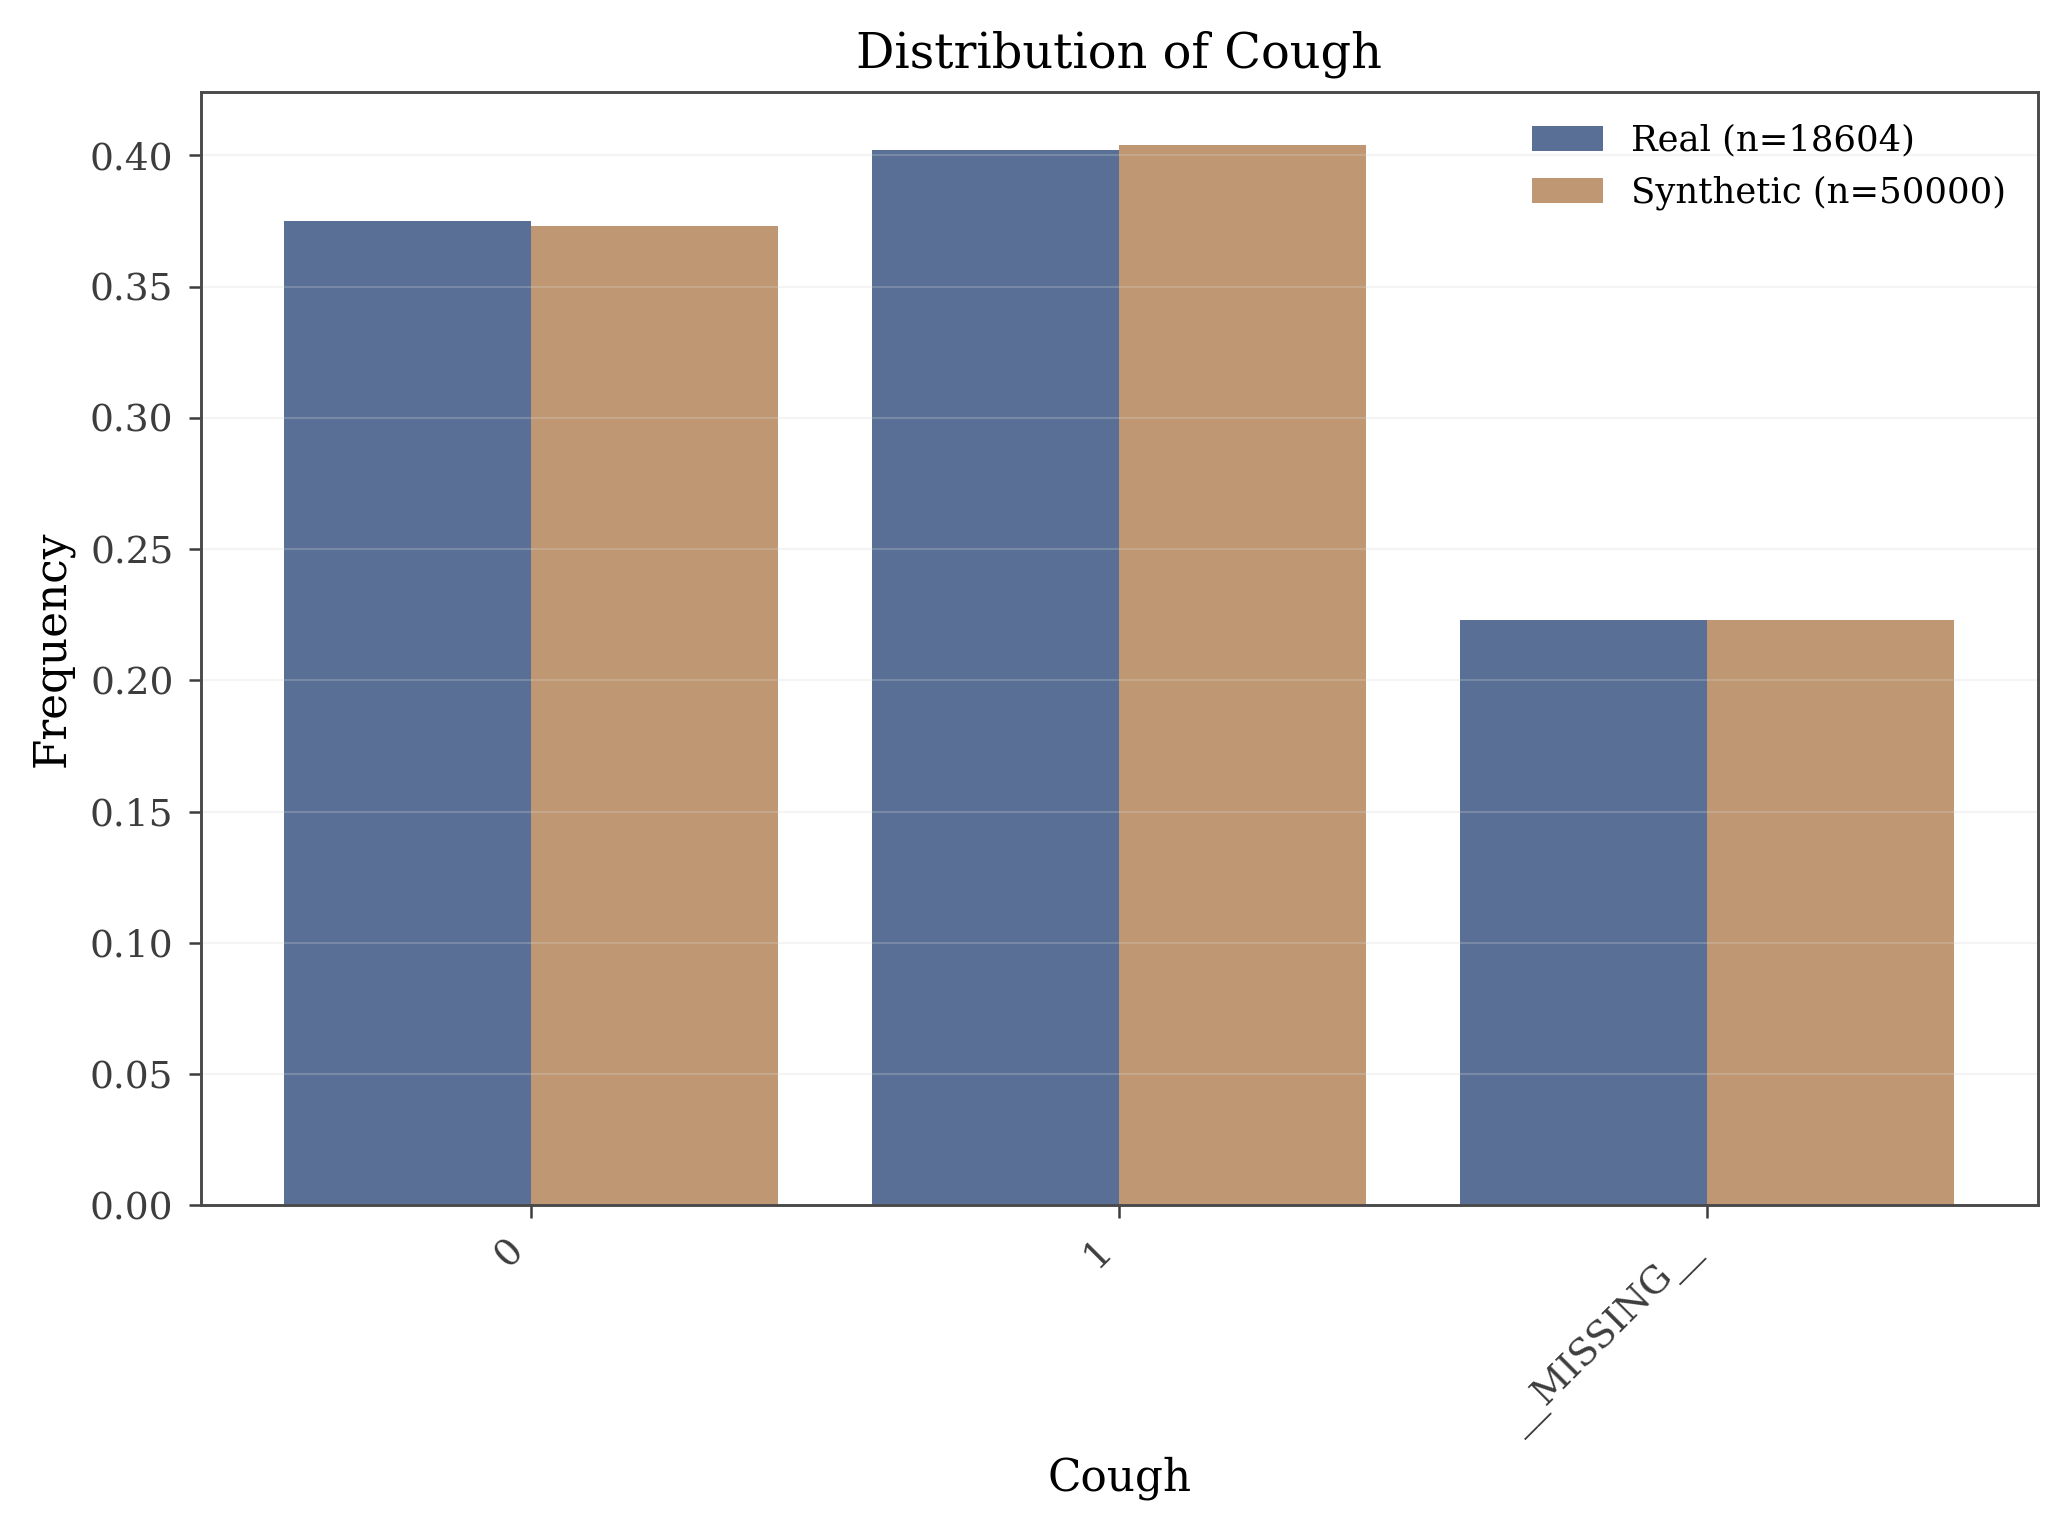 Distribution of Cough
Real (n=18604)
Synthetic (n=50000)
Frequency
0.40
0.35
0.30
0.25
0.20
0.15
0.10
0.05
0.00
0
1
__MISSING__
Cough